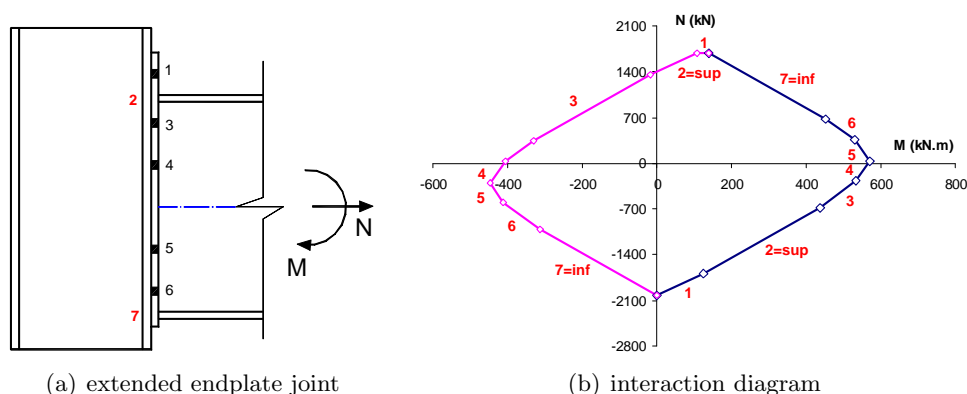 1
2
3
4
5
6
7
M
N
(a) extended endplate joint
N (kN)
2100
1400
700
0
-700
-1400
-2100
-2800
M (kN.m)
-600 -400 -200 0 200 400 600 800
1
2=sup
7=inf
3
6
5
4
4
3
5
6
2=sup
7=inf
1
(b) interaction diagram